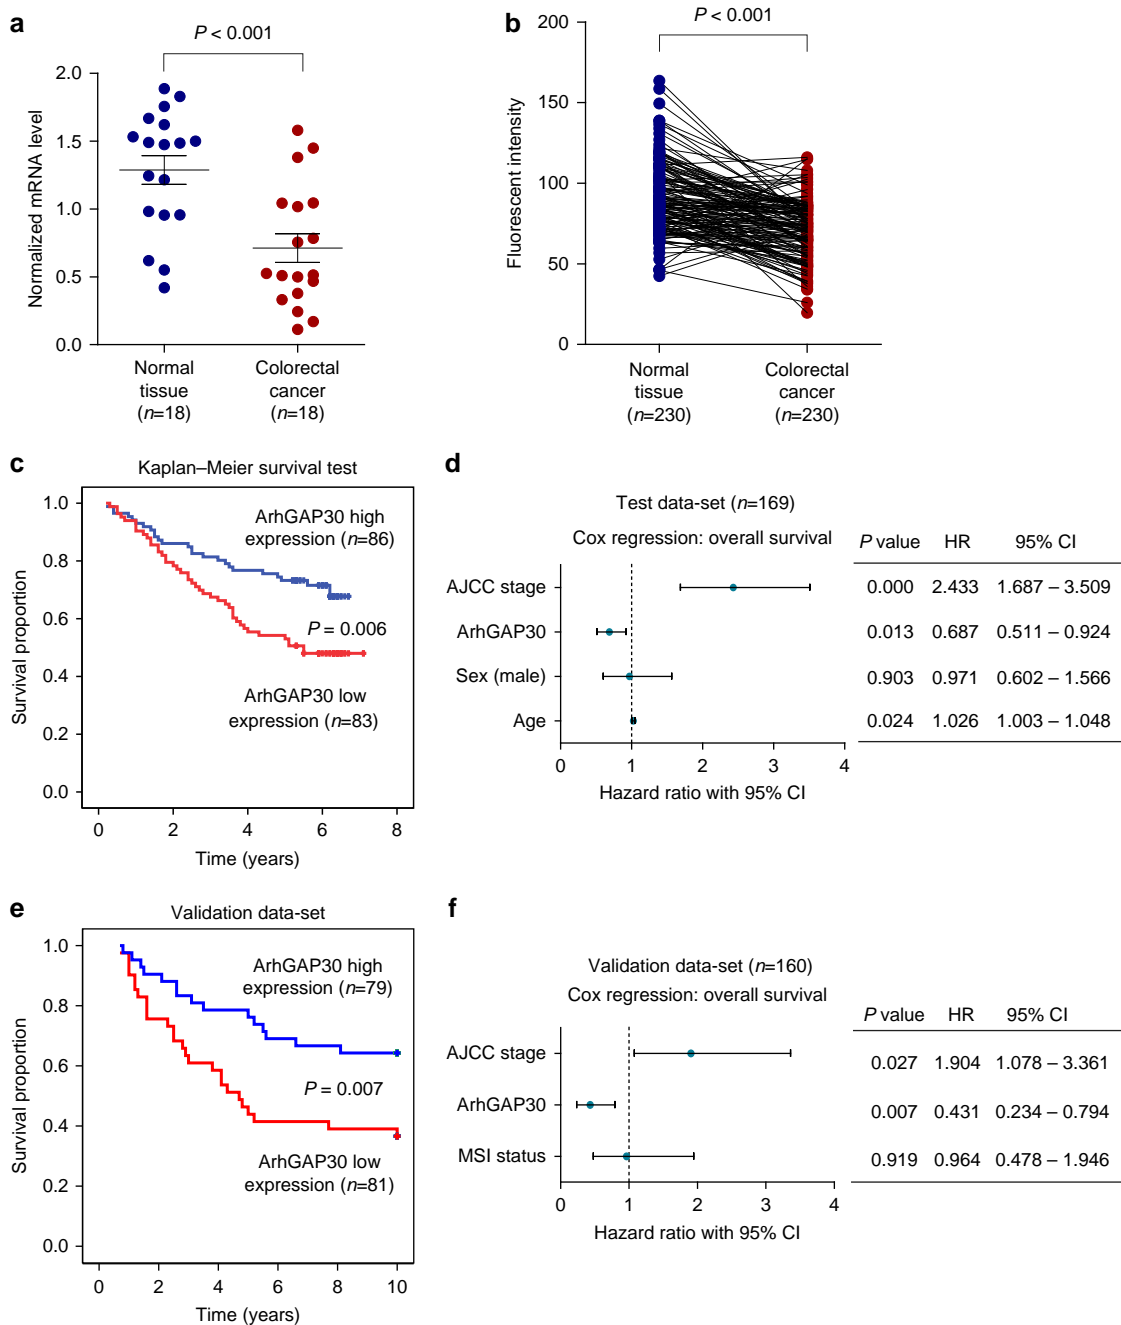 a
P < 0.001
Normalized mRNA level
2.0
1.5
1.0
0.5
0.0
Normal
tissue
(n=18)
Colorectal
cancer
(n=18)
b
P < 0.001
Fluorescent intensity
200
150
100
50
0
Normal
tissue
(n=230)
Colorectal
cancer
(n=230)
c
Kaplan–Meier survival test
Survival proportion
1.0
0.8
0.6
0.4
0.2
0.0
ArhGAP30 high
expression (n=86)
P = 0.006
ArhGAP30 low
expression (n=83)
0 2 4 6 8
Time (years)
d
Test data-set (n=169)
Cox regression: overall survival
P value HR 95% CI
AJCC stage 0.000 2.433 1.687 – 3.509
ArhGAP30 0.013 0.687 0.511 – 0.924
Sex (male) 0.903 0.971 0.602 – 1.566
Age 0.024 1.026 1.003 – 1.048
0 1 2 3 4
Hazard ratio with 95% CI
e
Validation data-set
Survival proportion
1.0
0.8
0.6
0.4
0.2
0.0
ArhGAP30 high
expression (n=79)
P = 0.007
ArhGAP30 low
expression (n=81)
0 2 4 6 8 10
Time (years)
f
Validation data-set (n=160)
Cox regression: overall survival
P value HR 95% CI
AJCC stage 0.027 1.904 1.078 – 3.361
ArhGAP30 0.007 0.431 0.234 – 0.794
MSI status 0.919 0.964 0.478 – 1.946
0 1 2 3 4
Hazard ratio with 95% CI